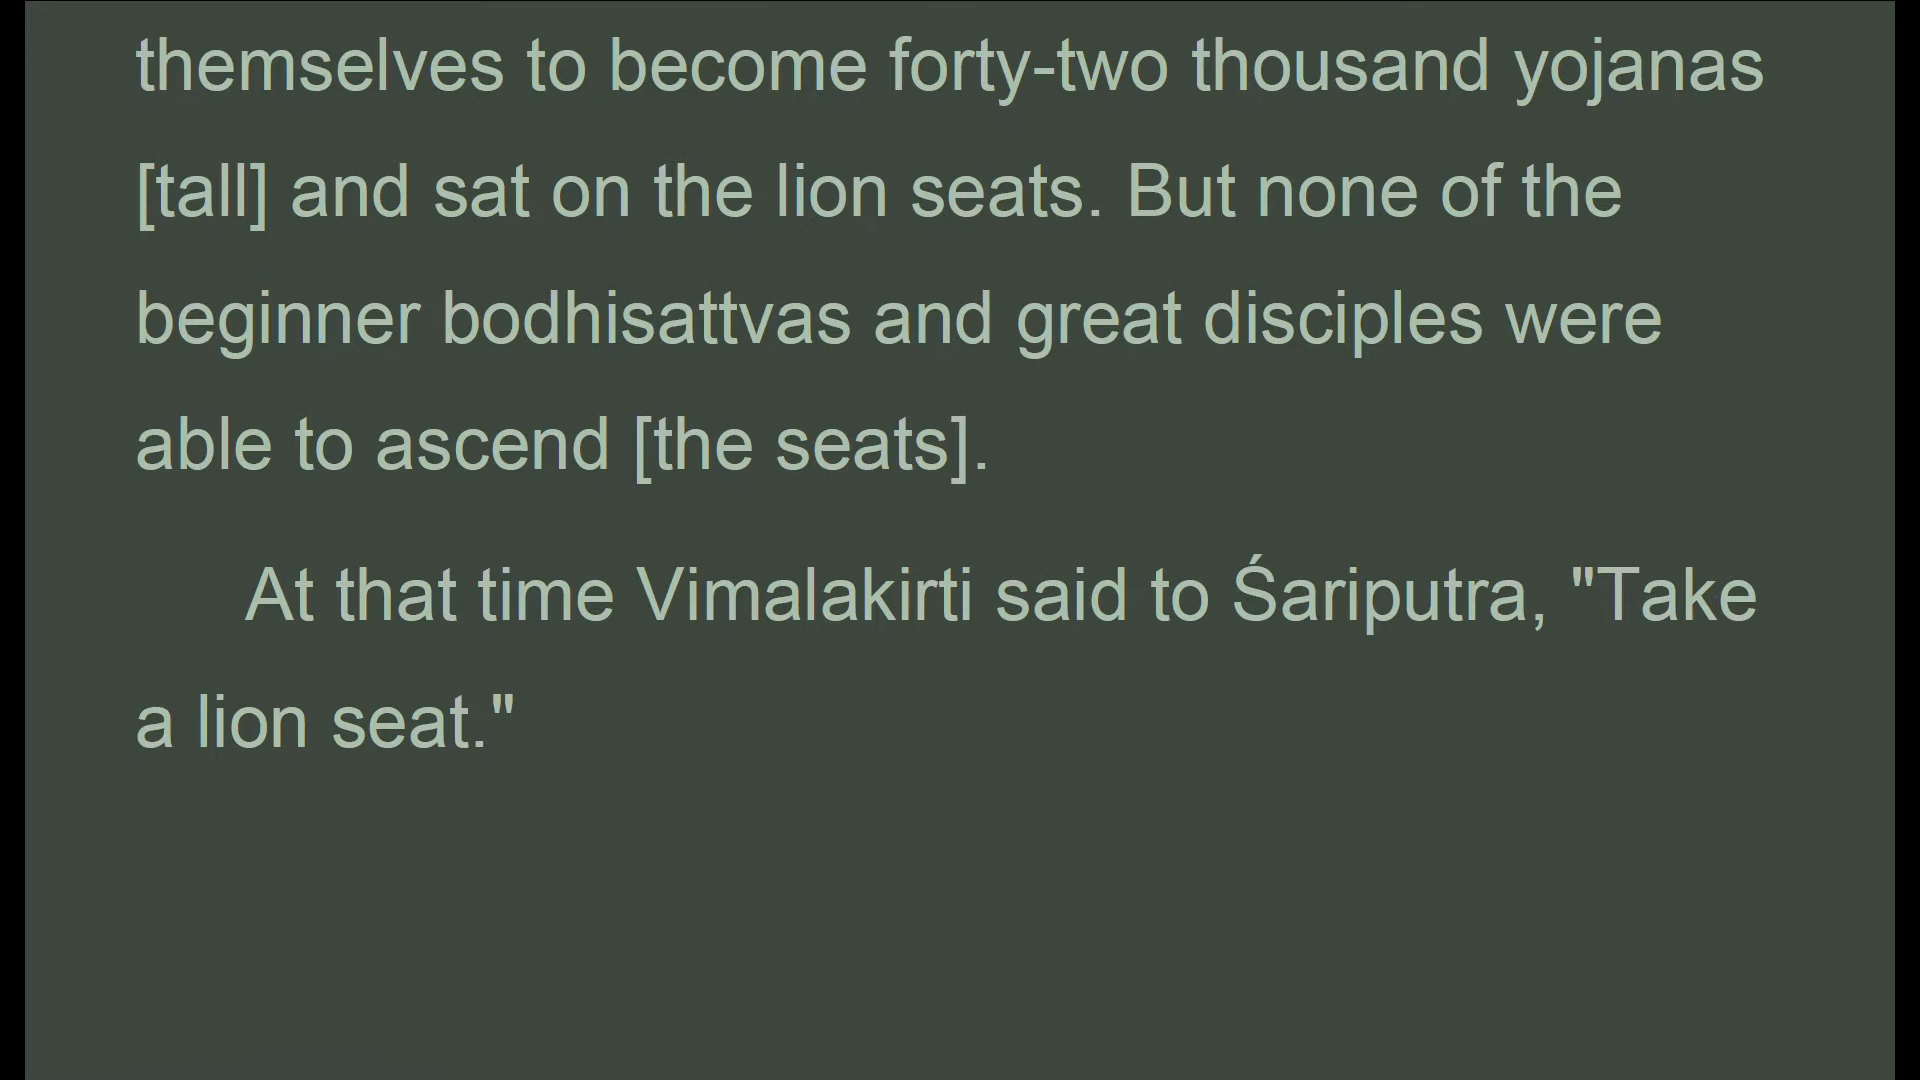 themselves to become forty-two thousand yojanas
[tall] and sat on the lion seats. But none of the
beginner bodhisattvas and great disciples were
able to ascend [the seats].
At that time Vimalakirti said to Śariputra, "Take
a lion seat."